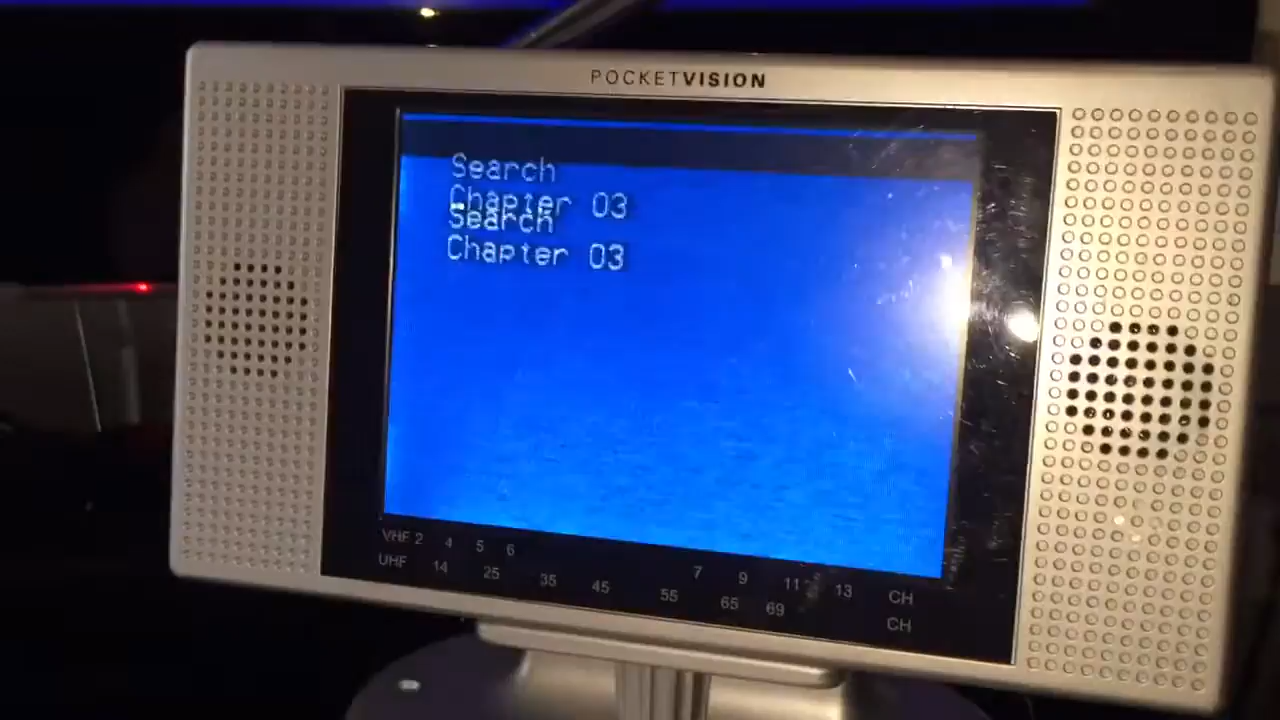 POCKETVISION
Search
Chapter 03
Search
Chapter 03
VHF 2 4 5 6 7 9 11 13 CH
UHF 14 25 35 45 55 65 69 CH